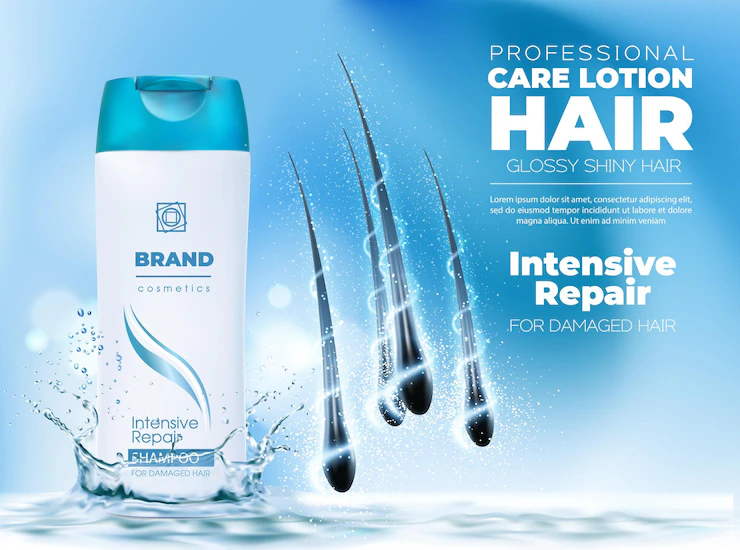 BRAND
cosmetics
Intensive
Repair
SHAMPOO
FOR DAMAGED HAIR
PROFESSIONAL
CARE LOTION
HAIR
GLOSSY SHINY HAIR
Lorem ipsum dolor sit amet, consectetur adipiscing elit,
sed do eiusmod tempor incididunt ut labore et dolore
magna aliqua. Ut enim ad minim veniam
Intensive
Repair
FOR DAMAGED HAIR